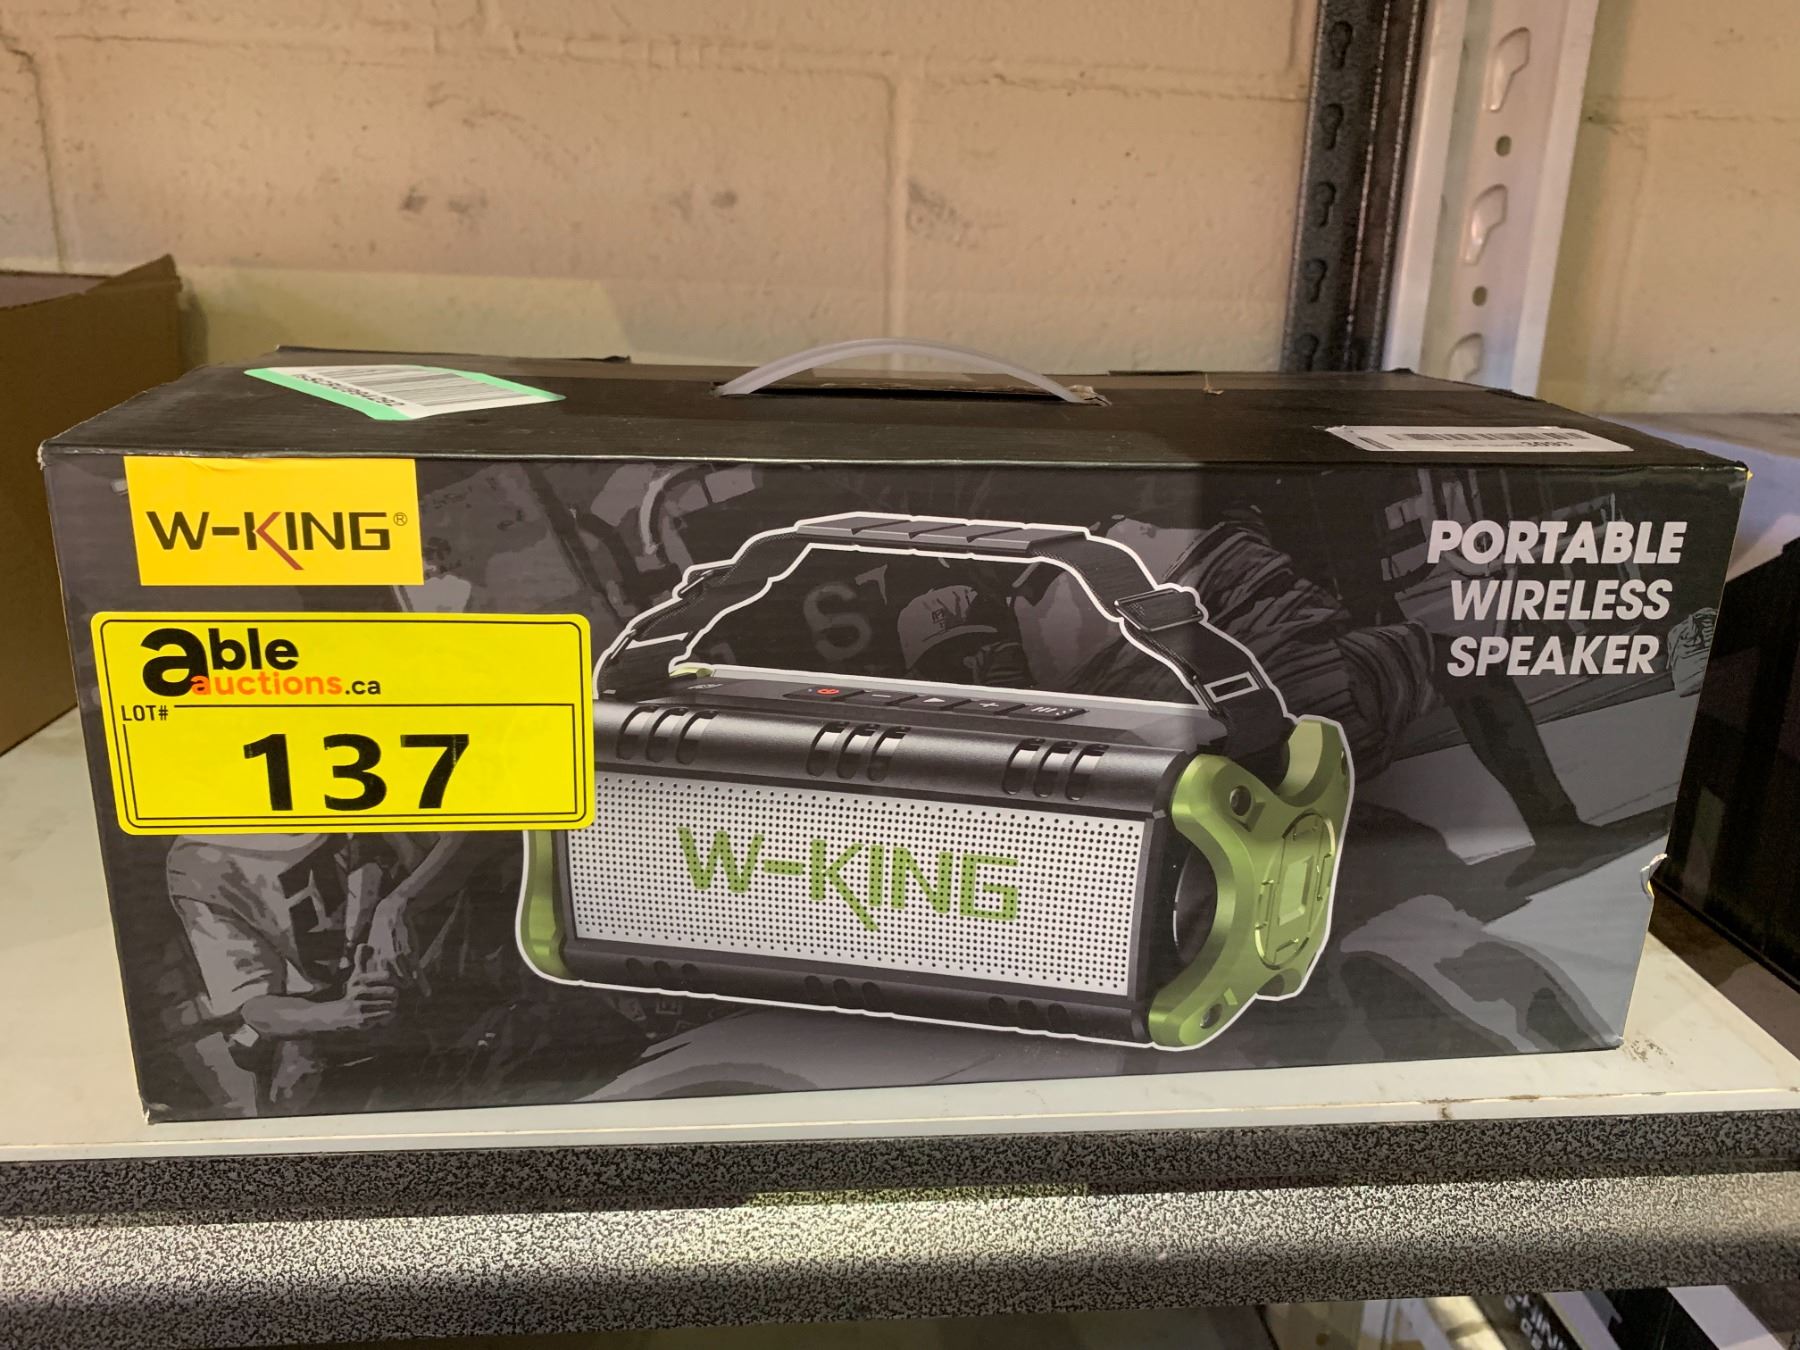 W-KING®
able
auctions.ca
LOT#
137
PORTABLE
WIRELESS
SPEAKER
W-KING